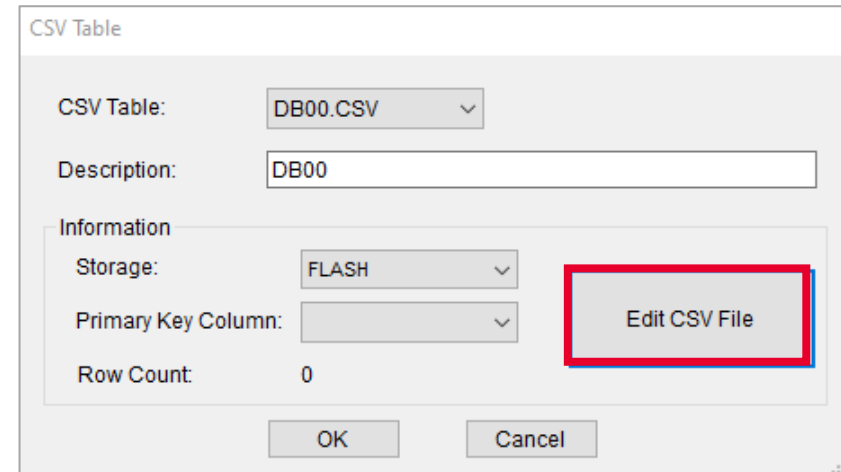 CSV Table
CSV Table: DB00.CSV
Description: DB00
Information
Storage: FLASH
Primary Key Column:
Edit CSV File
Row Count: 0
OK Cancel